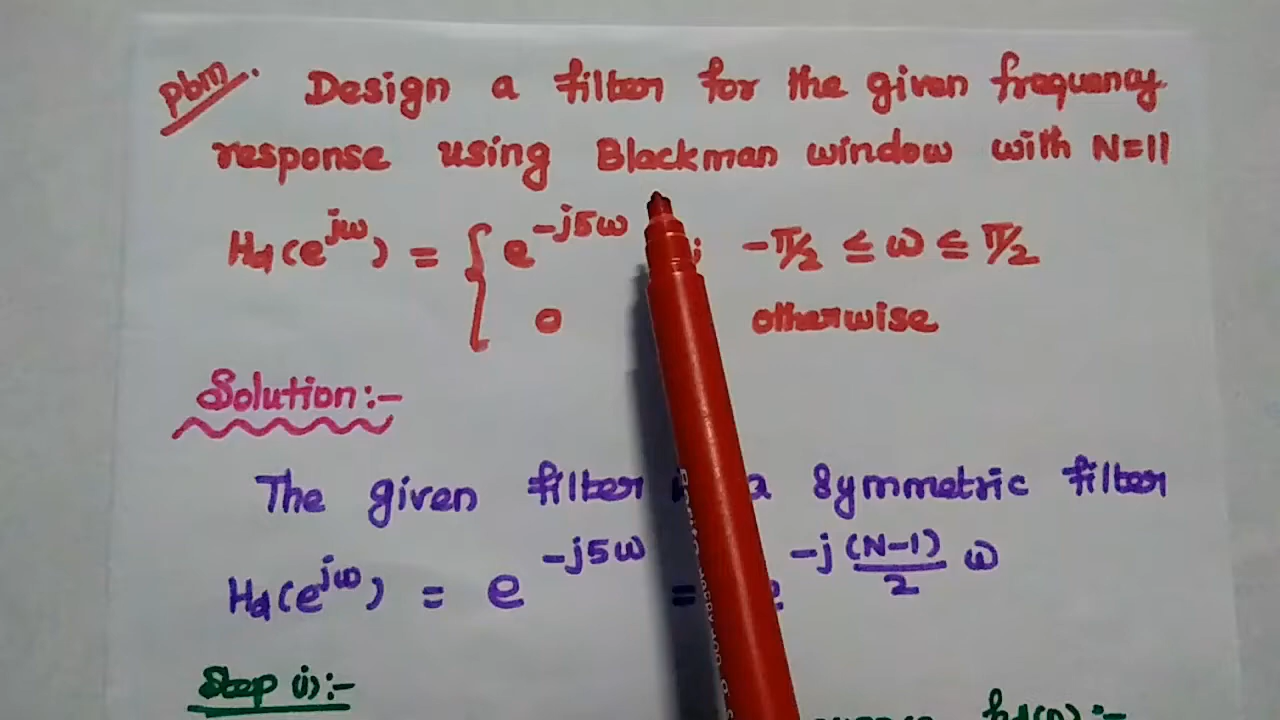 Pbm. Design a filter for the given frequency
response using Blackman window with N=11
Hd(e^jω) = { e^-j5ω ; -π/2 ≤ ω ≤ π/2
0 otherwise
Solution:-
The given filter a Symmetric filter
Hd(e^jω) = e^-j5ω = e^-j(N-1)/2 ω
Step (i):- hd(n):-